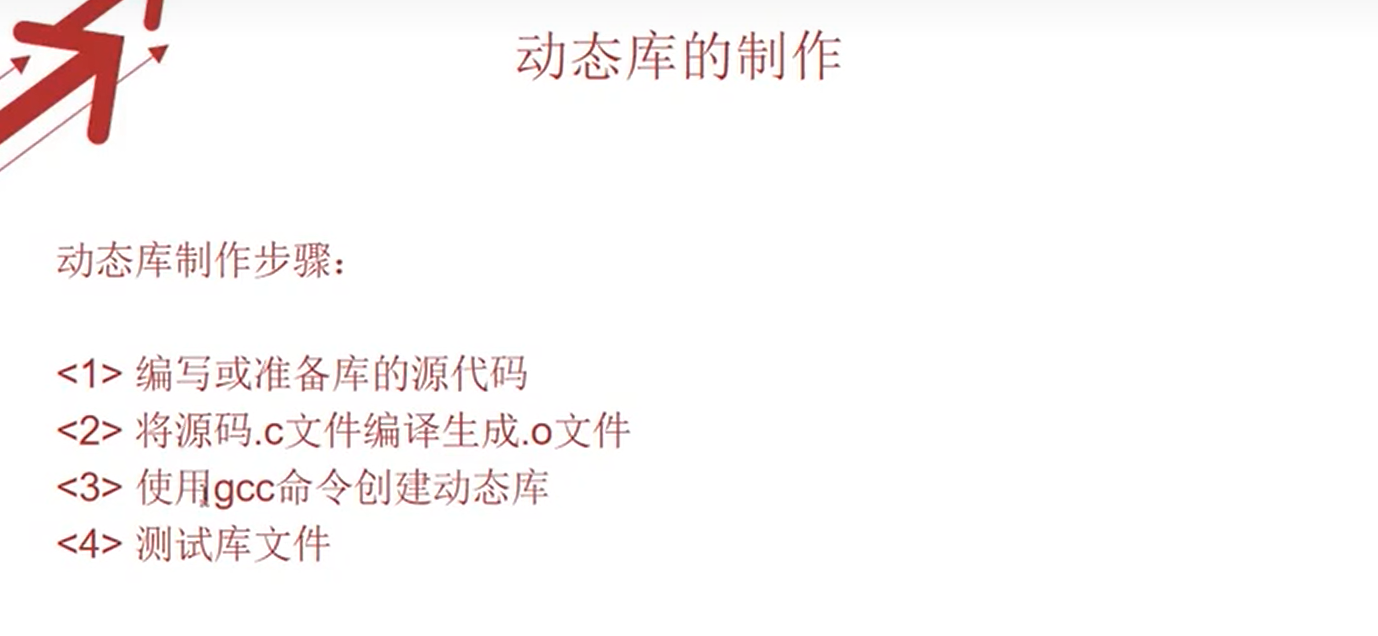 动态库的制作
动态库制作步骤：
<1> 编写或准备库的源代码
<2> 将源码.c文件编译生成.o文件
<3> 使用gcc命令创建动态库
<4> 测试库文件